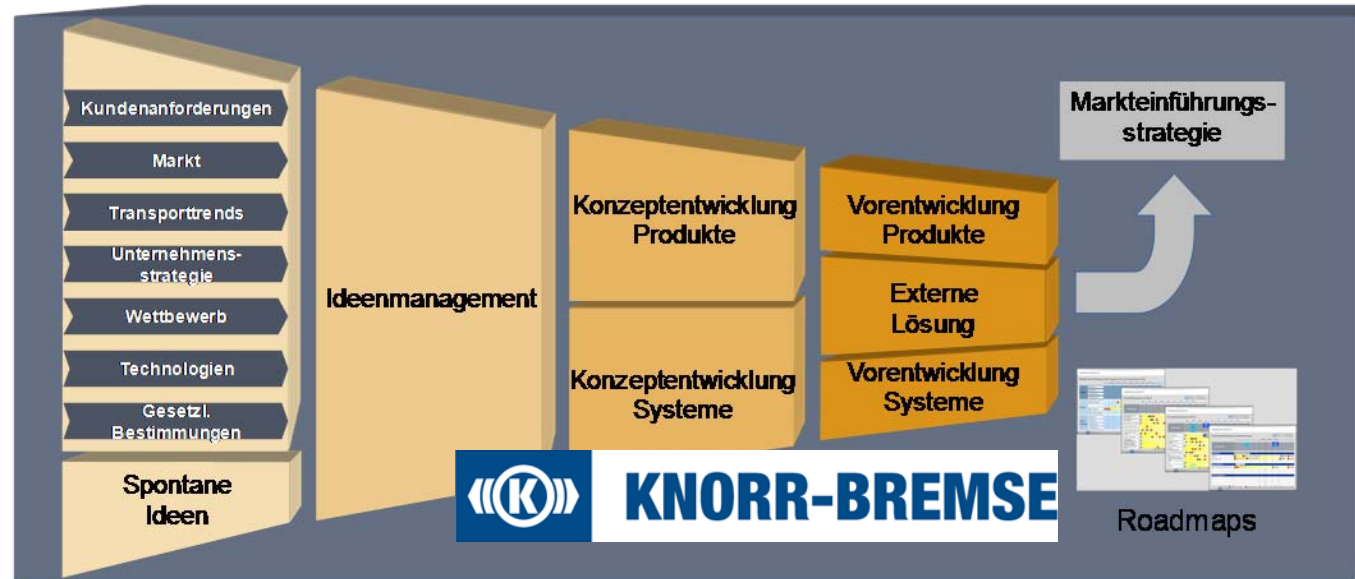 Kundenanforderungen
Markt
Transporttrends
Unternehmens-
strategie
Wettbewerb
Technologien
Gesetzl.
Bestimmungen
Spontane
Ideen
Ideenmanagement
Konzeptentwicklung
Produkte
Konzeptentwicklung
Systeme
Vorentwicklung
Produkte
Externe
Lösung
Vorentwicklung
Systeme
Markteinführungs-
strategie
Roadmaps
K KNORR-BREMSE